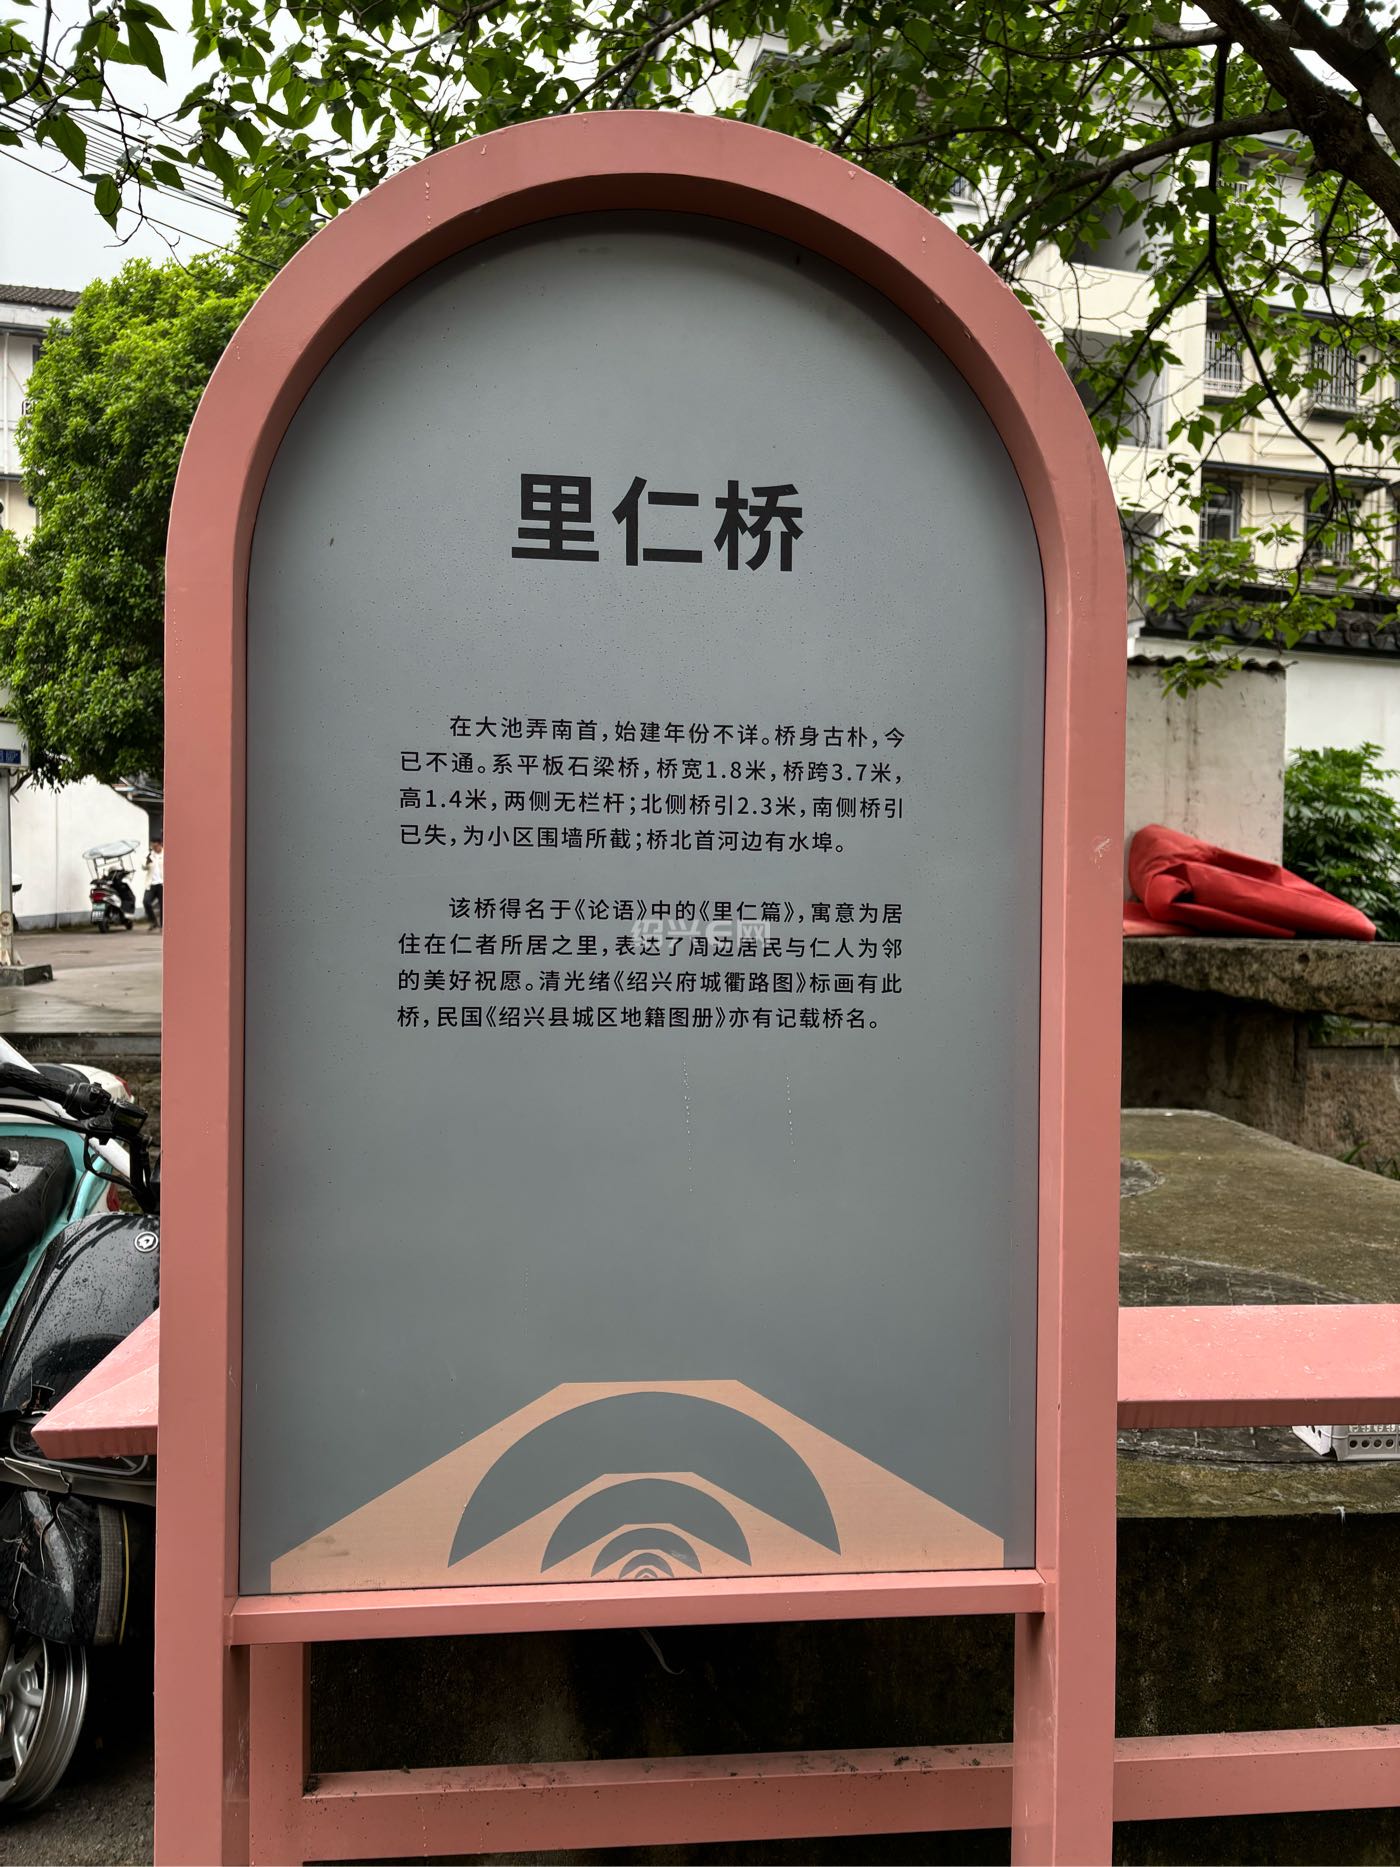 里仁桥
在大池弄南首，始建年份不详。桥身古朴，今
已不通。系平板石梁桥，桥宽1.8米，桥跨3.7米，
高1.4米，两侧无栏杆；北侧桥引2.3米，南侧桥引
已失，为小区围墙所截；桥北首河边有水埠。
该桥得名于《论语》中的《里仁篇》，寓意为居
住在仁者所居之里，表达了周边居民与仁人为邻
的美好祝愿。清光绪《绍兴府城衢路图》标画有此
桥，民国《绍兴县城区地籍图册》亦有记载桥名。
绍兴E网